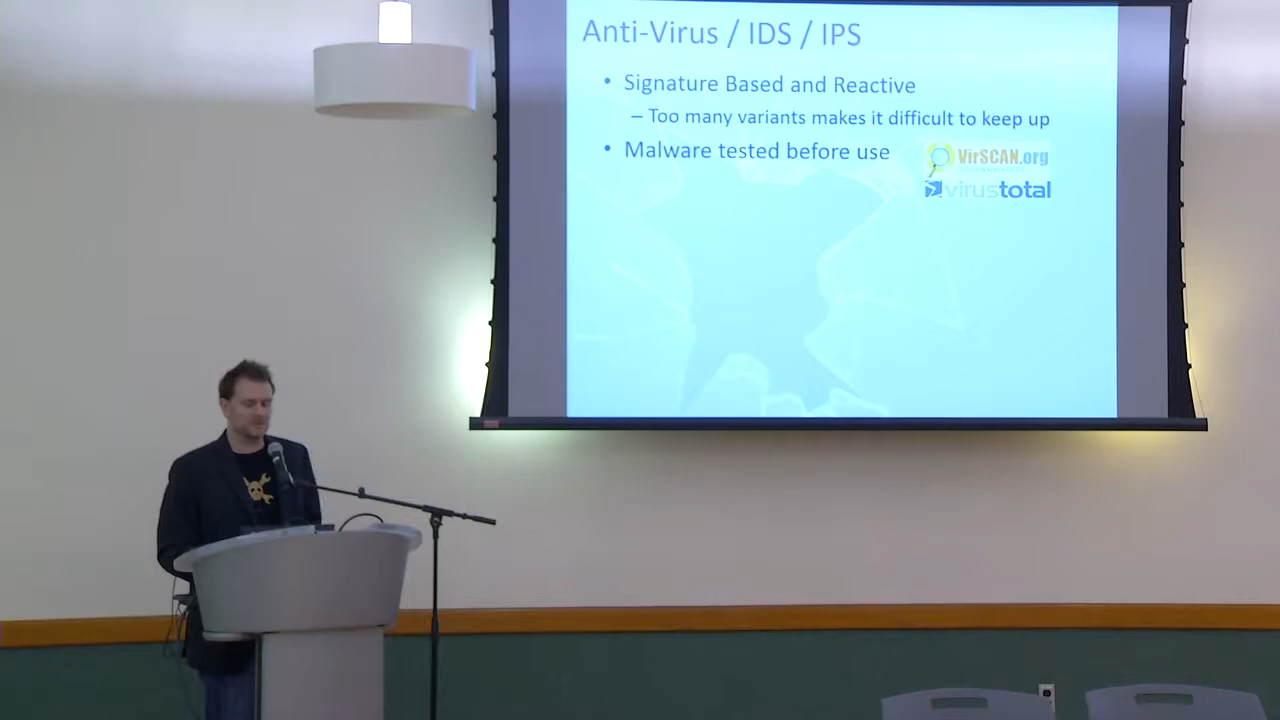 Anti-Virus / IDS / IPS
• Signature Based and Reactive
– Too many variants makes it difficult to keep up
• Malware tested before use
VirSCAN.org
virustotal